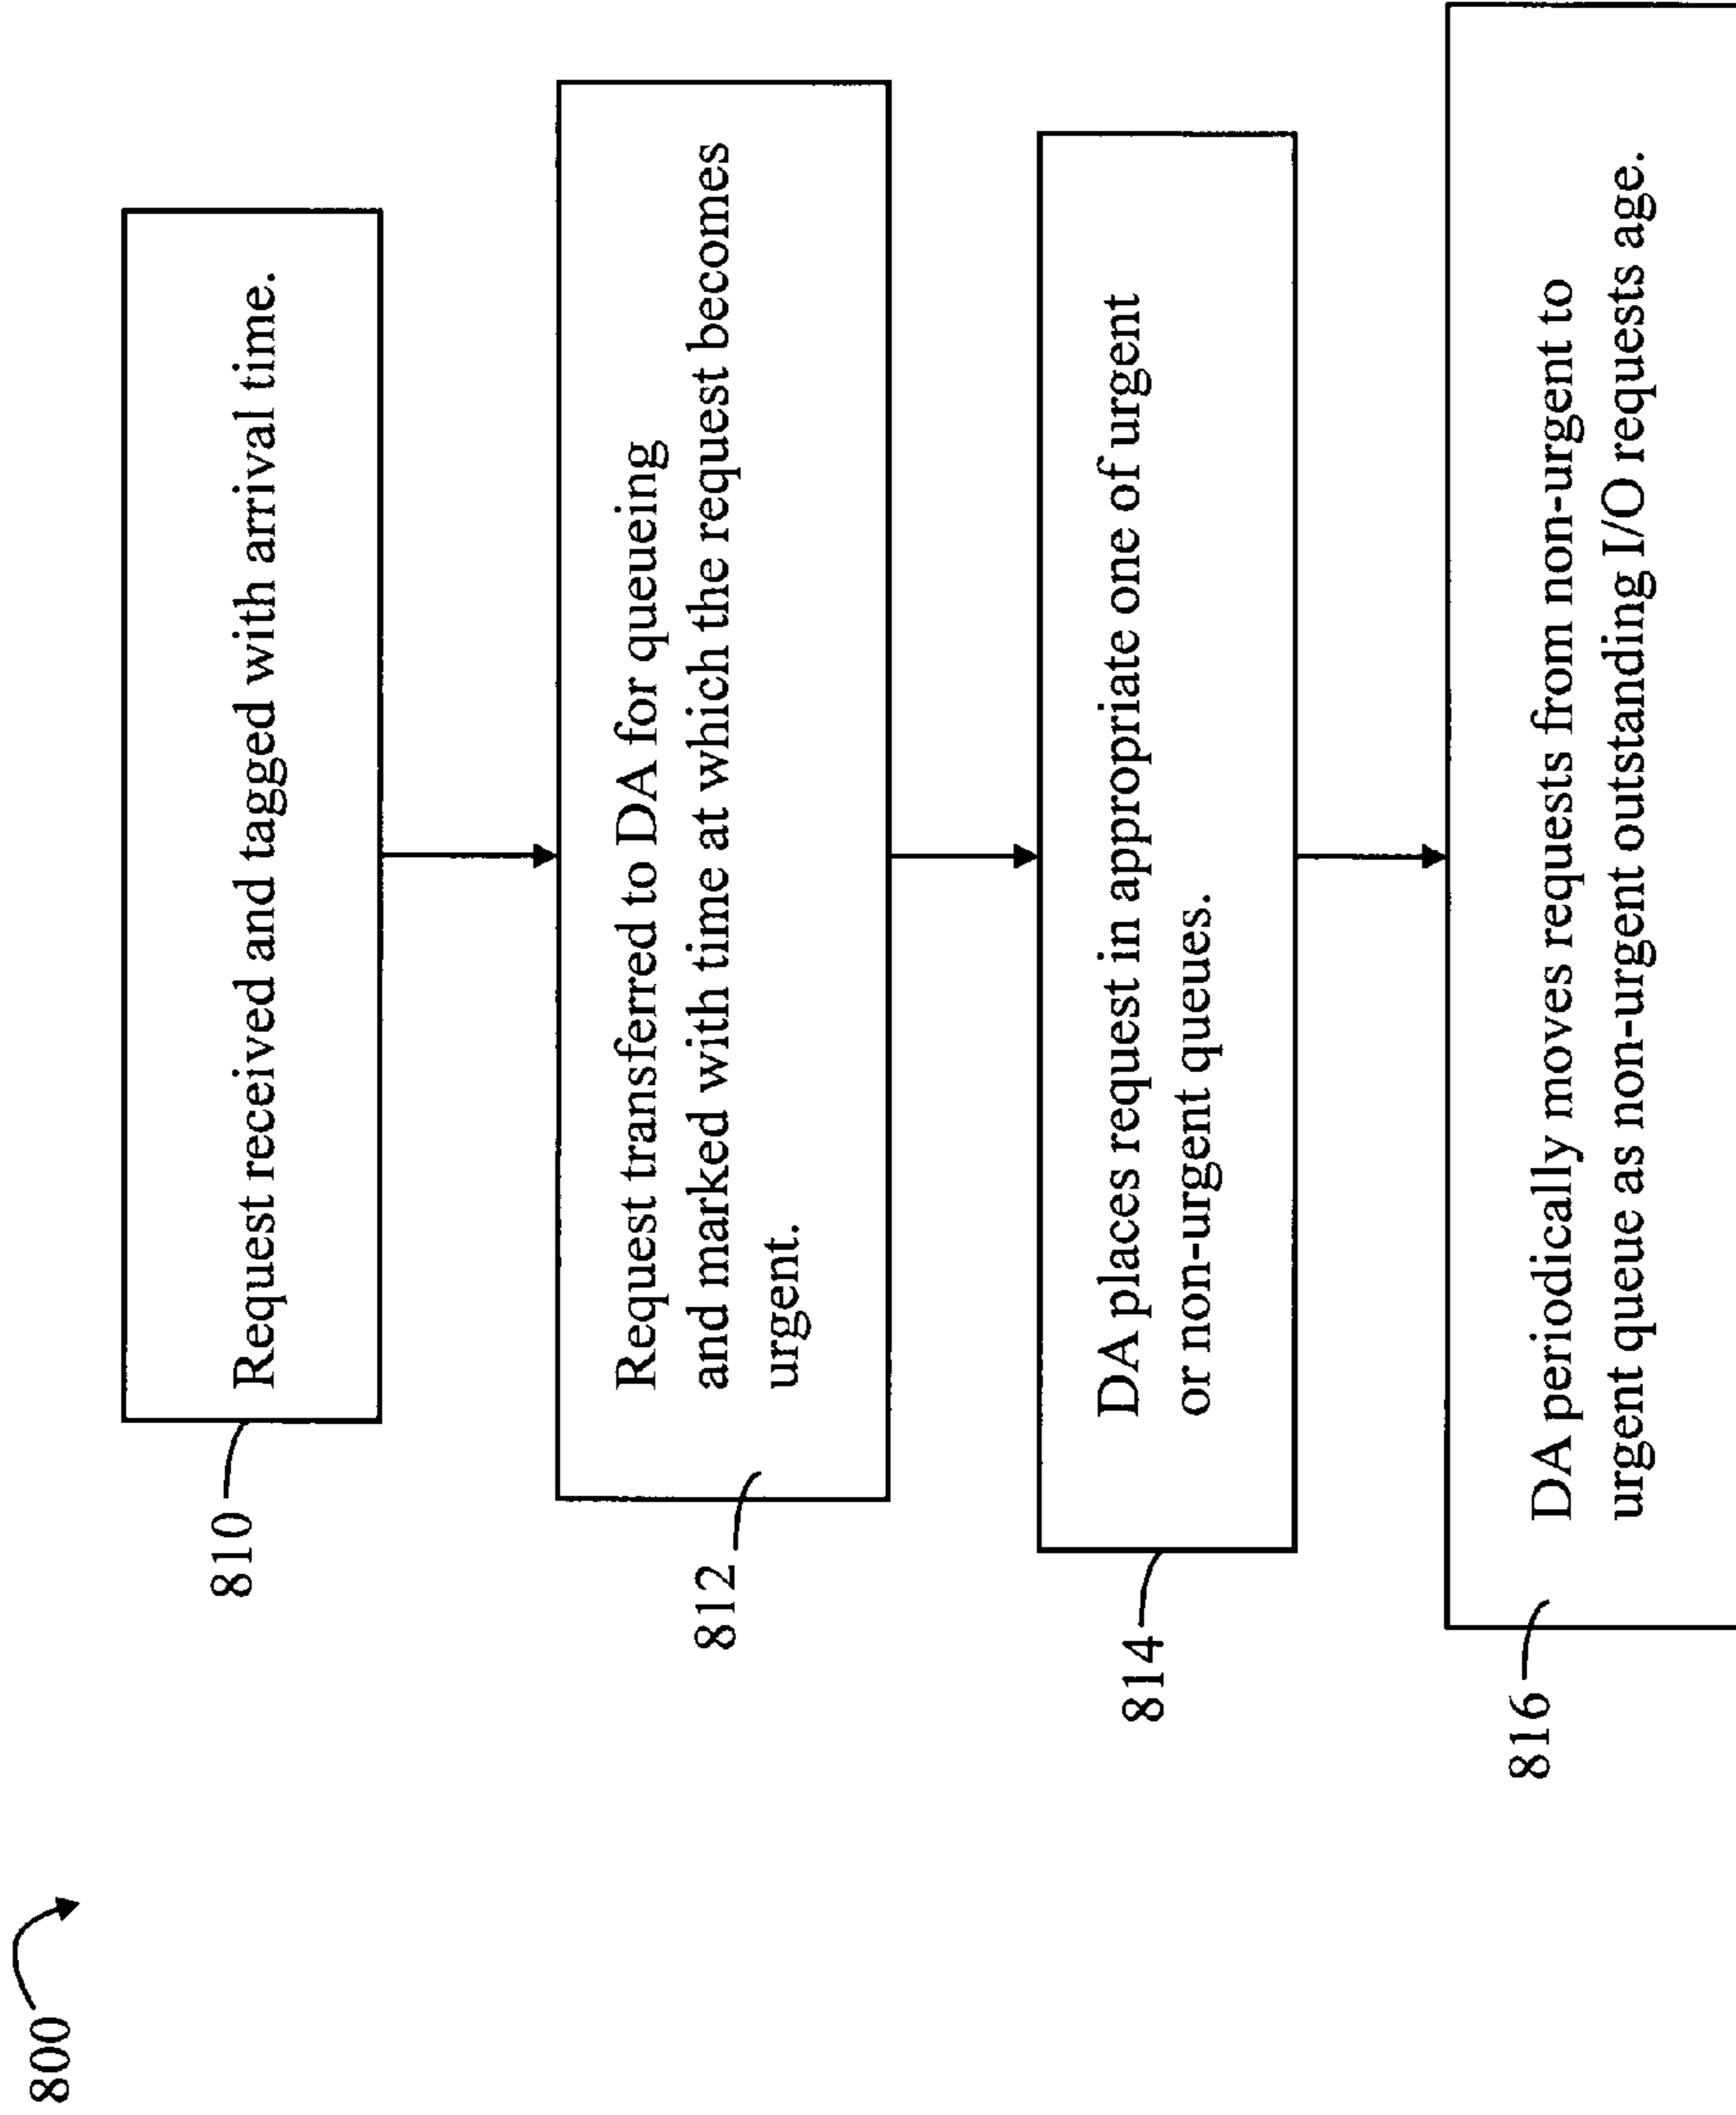 800
810
Request received and tagged with arrival time.
812
Request transferred to DA for queueing
and marked with time at which the request becomes
urgent.
814
DA places request in appropriate one of urgent
or non-urgent queues.
816
DA periodically moves requests from non-urgent to
urgent queue as non-urgent outstanding I/O requests age.